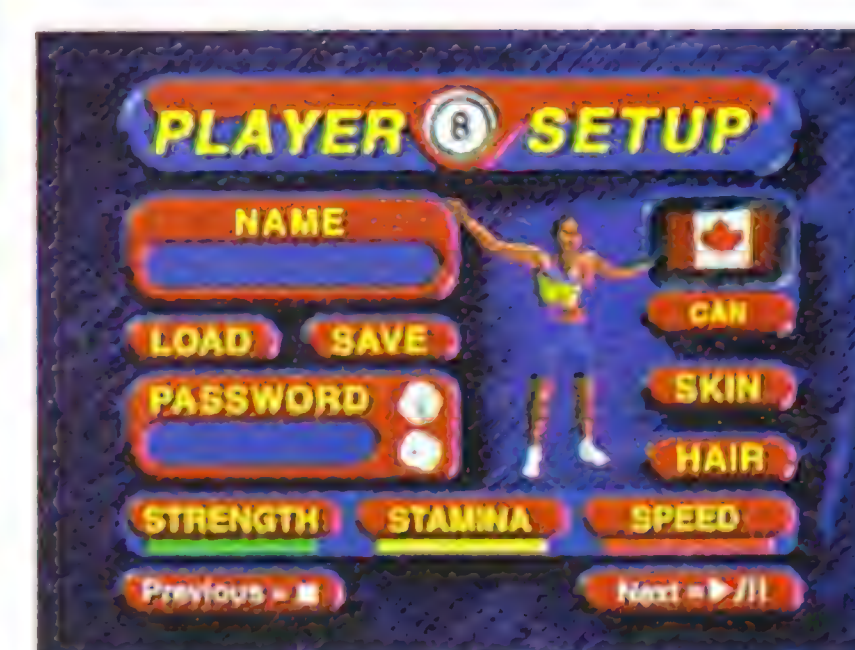 PLAYER 8 SETUP
NAME
LOAD SAVE
CAN
PASSWORD
SKIN
HAIR
STRENGTH STAMINA SPEED
Previous = ■ Next = ▶/II